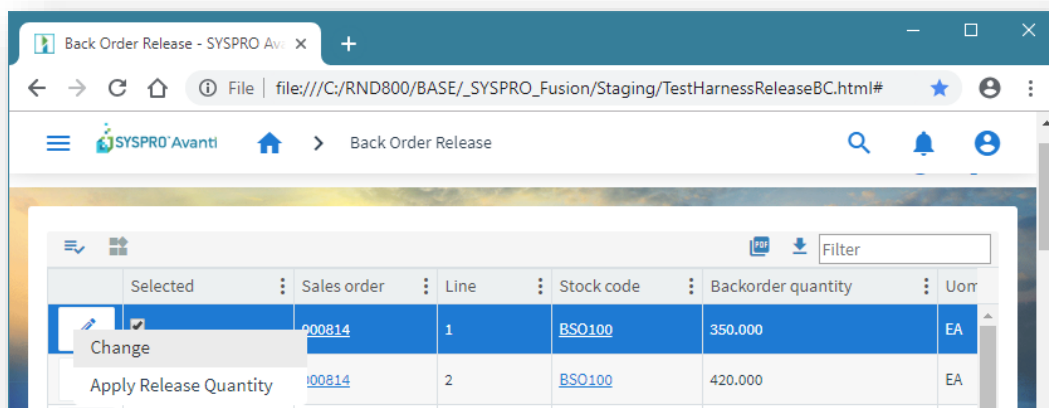 Back Order Release - SYSPRO Ava
File | file:///C:/RND800/BASE/_SYSPRO_Fusion/Staging/TestHarnessReleaseBC.html#
SYSPRO Avanti
Back Order Release
PDF
Filter
Selected Sales order Line Stock code Backorder quantity Uom
000814 1 BSO100 350.000 EA
Change
000814 2 BSO100 420.000 EA
Apply Release Quantity